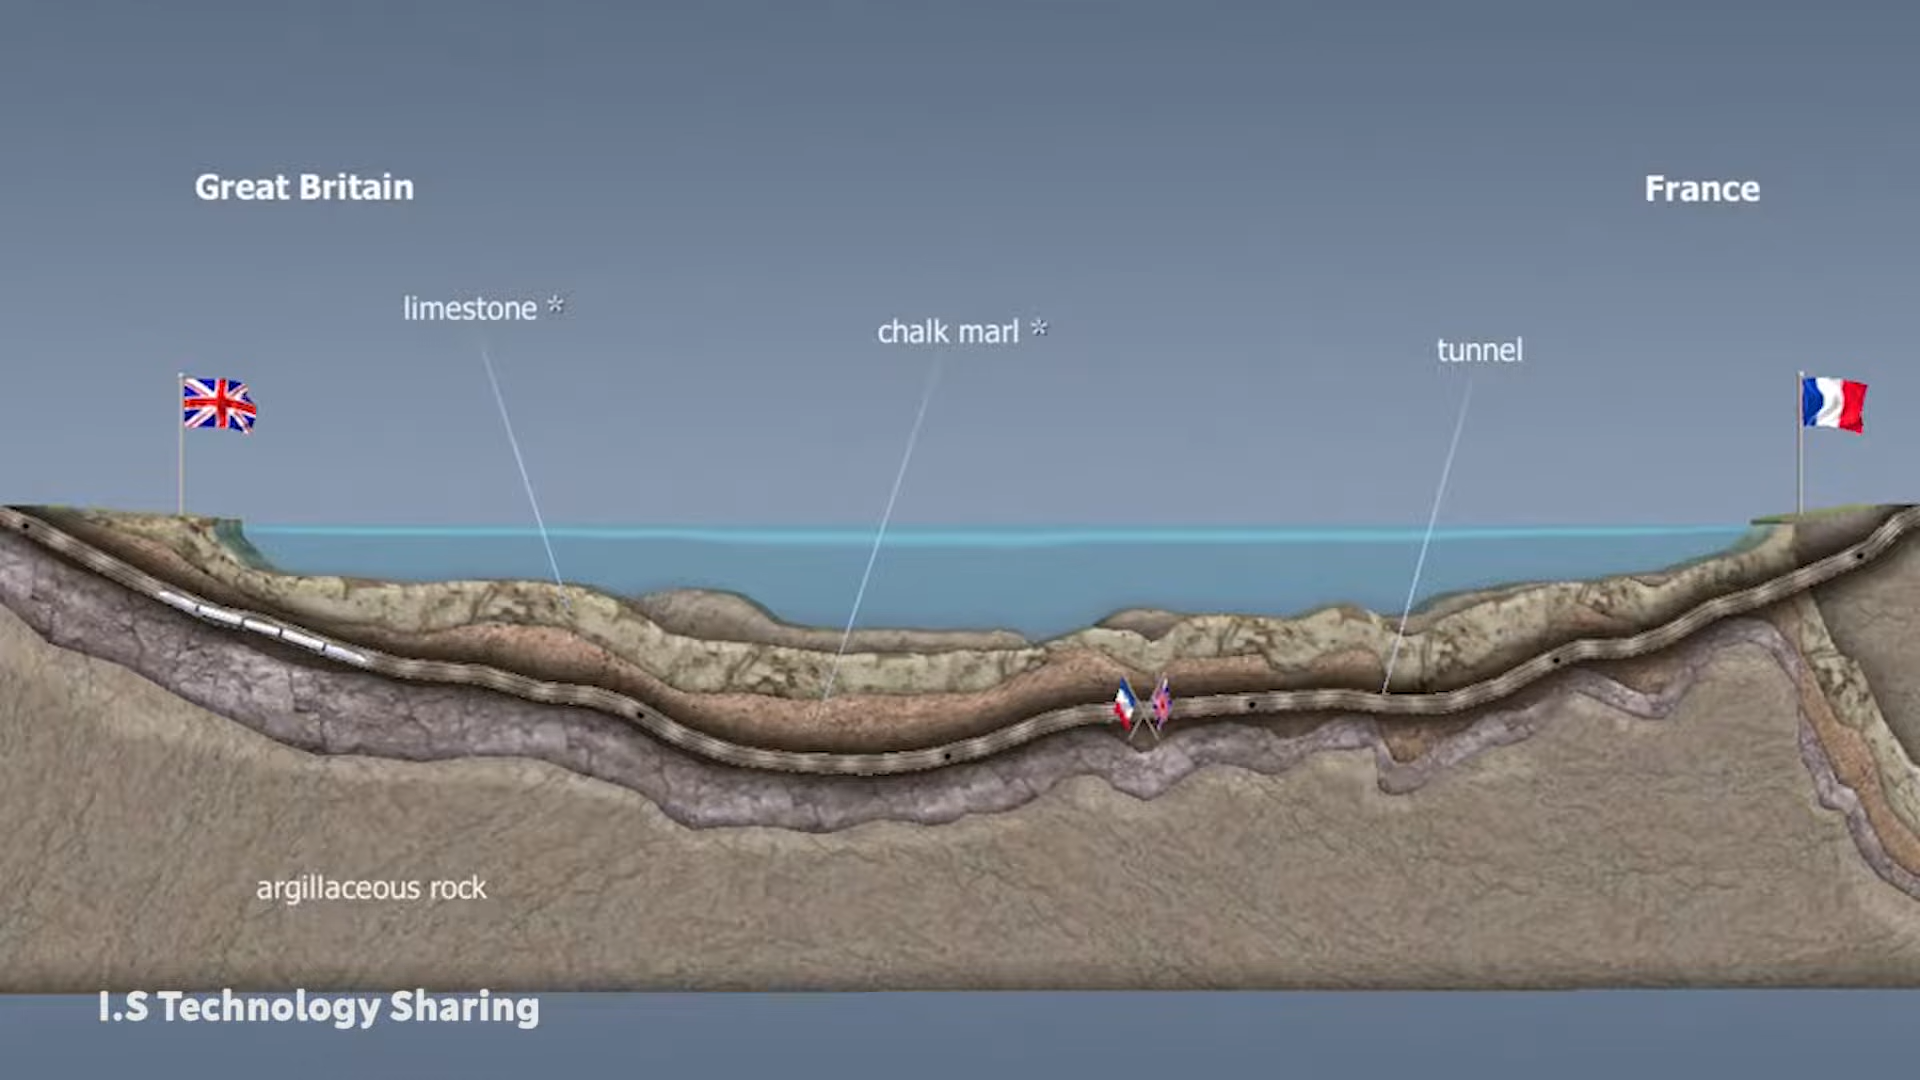 Great Britain
France
limestone *
chalk marl *
tunnel
argillaceous rock
I.S Technology Sharing